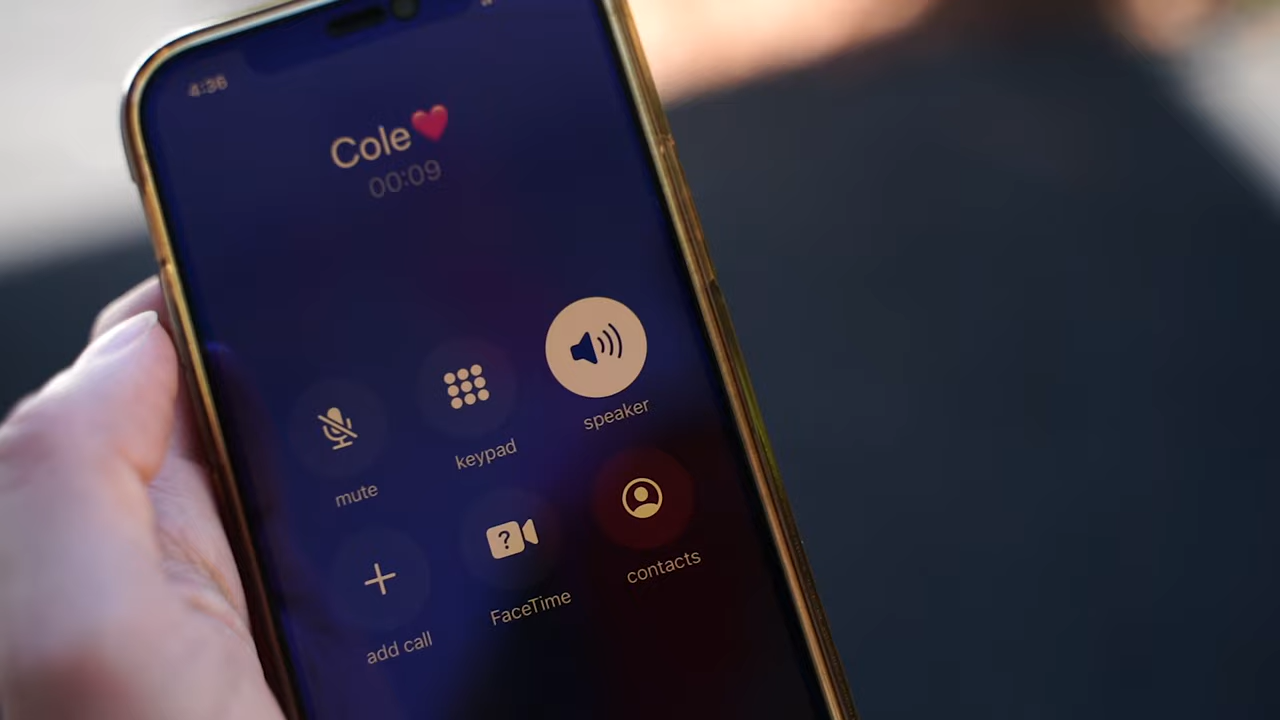 4:36
Cole❤️
00:09
mute
keypad
speaker
add call
FaceTime
contacts